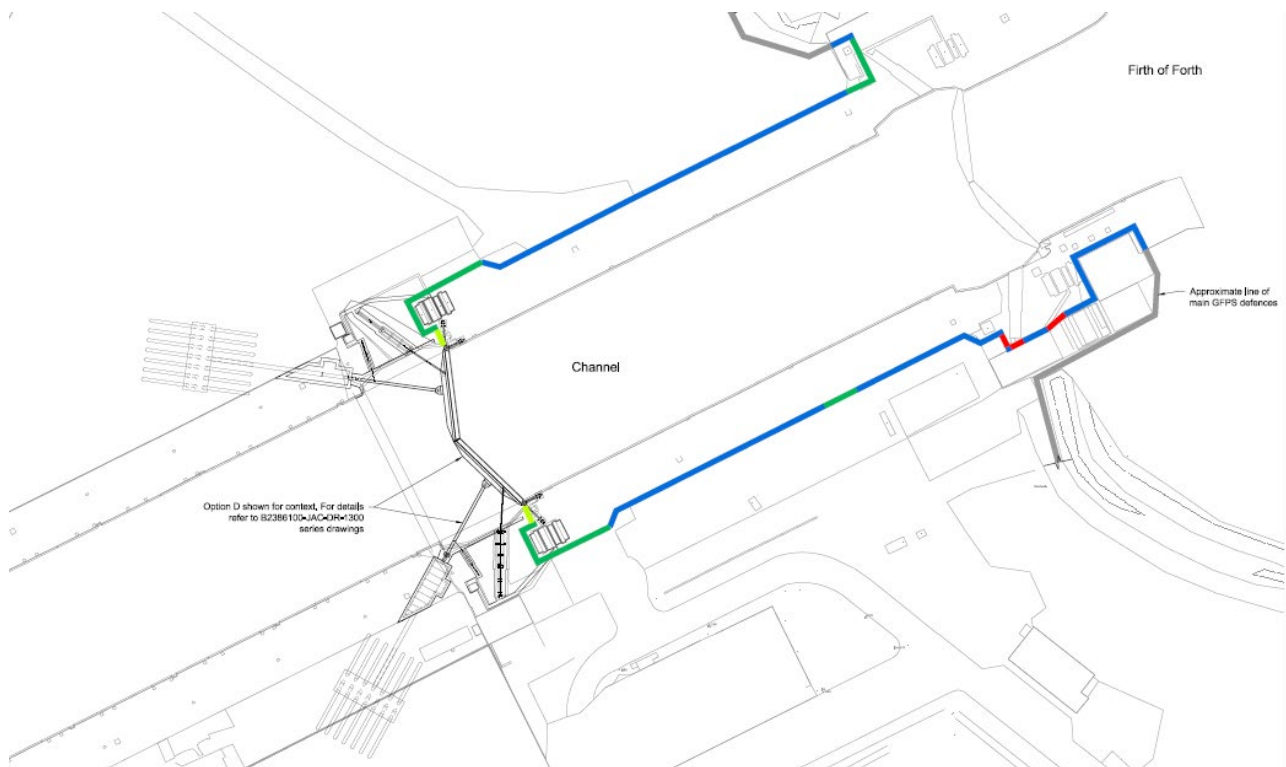 Firth of Forth
Approximate line of
main GFPS defences
Channel
Option D shown for context, For details
refer to B2386100-JAC-DR-1300
series drawings